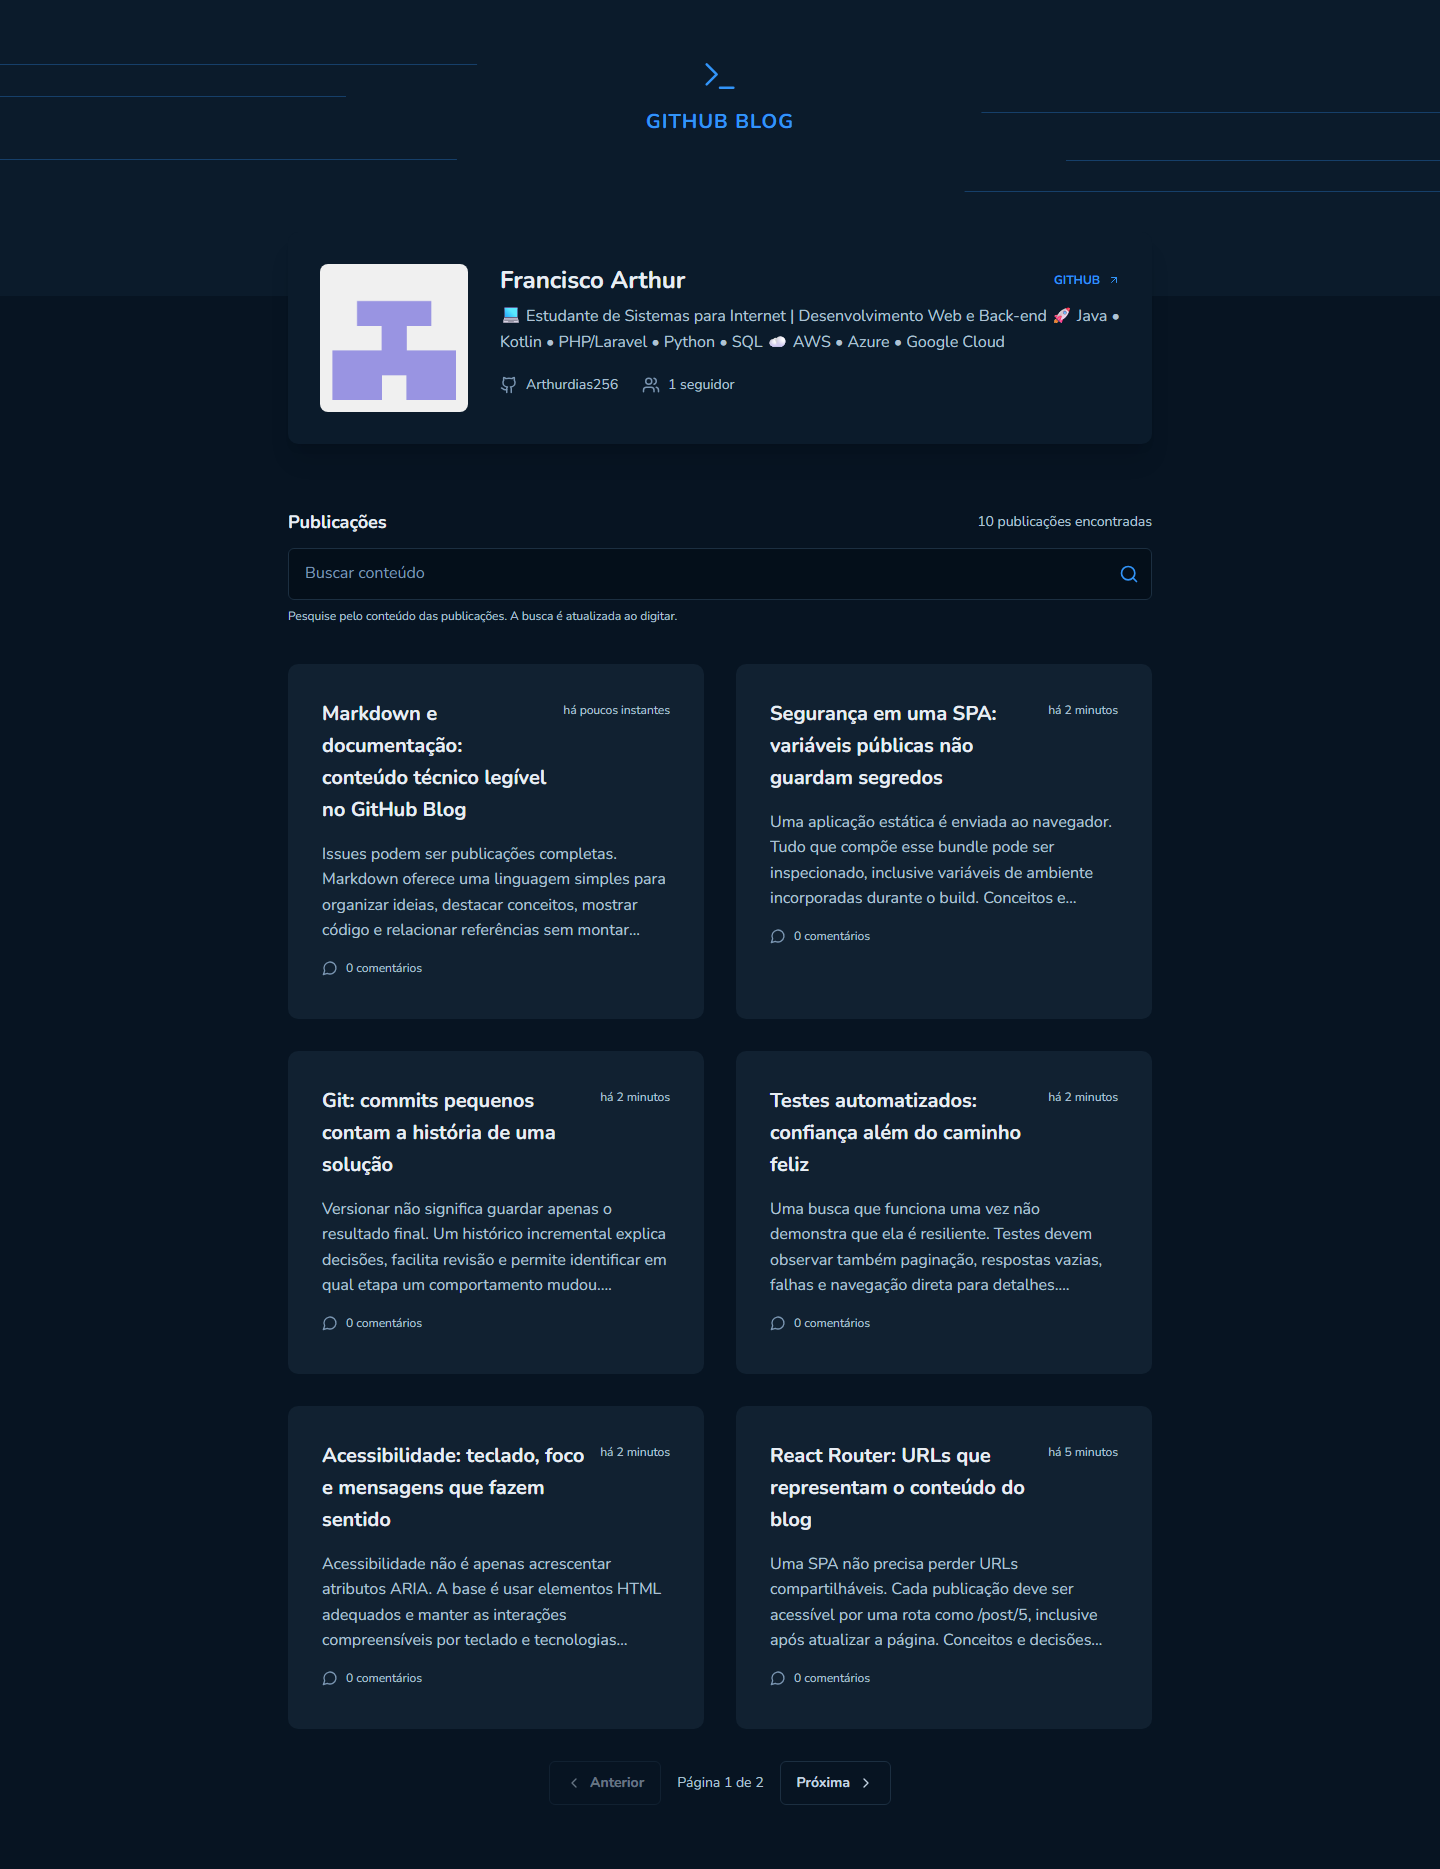 GITHUB BLOG
Francisco Arthur
GITHUB
💻 Estudante de Sistemas para Internet | Desenvolvimento Web e Back-end 🚀 Java •
Kotlin • PHP/Laravel • Python • SQL ☁️ AWS • Azure • Google Cloud
Arthurdias256
1 seguidor
Publicações
10 publicações encontradas
Buscar conteúdo
Pesquise pelo conteúdo das publicações. A busca é atualizada ao digitar.
Markdown e
documentação:
conteúdo técnico legível
no GitHub Blog
há poucos instantes
Issues podem ser publicações completas.
Markdown oferece uma linguagem simples para
organizar ideias, destacar conceitos, mostrar
código e relacionar referências sem montar...
0 comentários
Segurança em uma SPA:
variáveis públicas não
guardam segredos
há 2 minutos
Uma aplicação estática é enviada ao navegador.
Tudo que compõe esse bundle pode ser
inspecionado, inclusive variáveis de ambiente
incorporadas durante o build. Conceitos e...
0 comentários
Git: commits pequenos
contam a história de uma
solução
há 2 minutos
Versionar não significa guardar apenas o
resultado final. Um histórico incremental explica
decisões, facilita revisão e permite identificar em
qual etapa um comportamento mudou....
0 comentários
Testes automatizados:
confiança além do caminho
feliz
há 2 minutos
Uma busca que funciona uma vez não
demonstra que ela é resiliente. Testes devem
observar também paginação, respostas vazias,
falhas e navegação direta para detalhes....
0 comentários
Acessibilidade: teclado, foco
e mensagens que fazem
sentido
há 2 minutos
Acessibilidade não é apenas acrescentar
atributos ARIA. A base é usar elementos HTML
adequados e manter as interações
compreensíveis por teclado e tecnologias...
0 comentários
React Router: URLs que
representam o conteúdo do
blog
há 5 minutos
Uma SPA não precisa perder URLs
compartilháveis. Cada publicação deve ser
acessível por uma rota como /post/5, inclusive
após atualizar a página. Conceitos e decisões...
0 comentários
Anterior
Página 1 de 2
Próxima